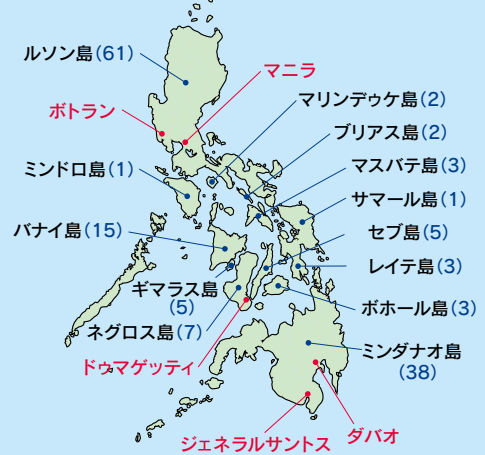 ルソン島(61)
マニラ
ボトラン
マリンデゥケ島(2)
ブリアス島(2)
ミンドロ島(1)
マスバテ島(3)
サマール島(1)
バナイ島(15)
セブ島(5)
レイテ島(3)
ギマラス島
(5)
ボホール島(3)
ネグロス島(7)
ドゥマゲッティ
ミンダナオ島
(38)
ジェネラルサントス
ダバオ